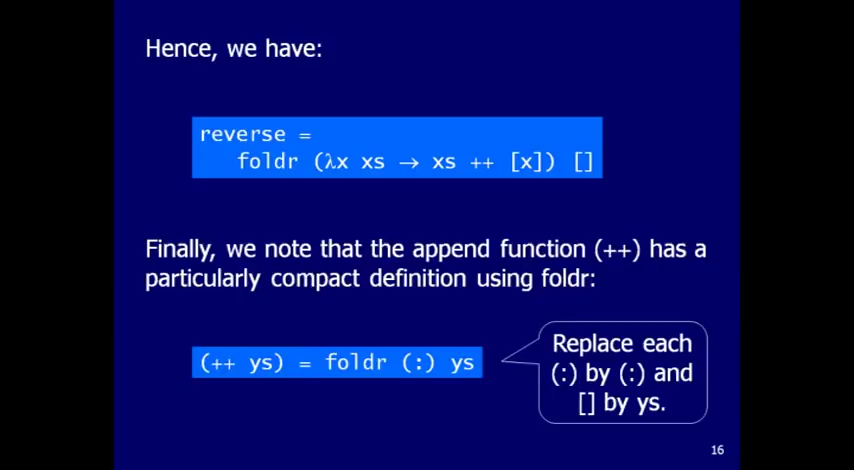 Hence, we have:
reverse =
foldr (λx xs → xs ++ [x]) []
Finally, we note that the append function (++) has a
particularly compact definition using foldr:
(++ ys) = foldr (:) ys
Replace each
(:) by (:) and
[] by ys.
16